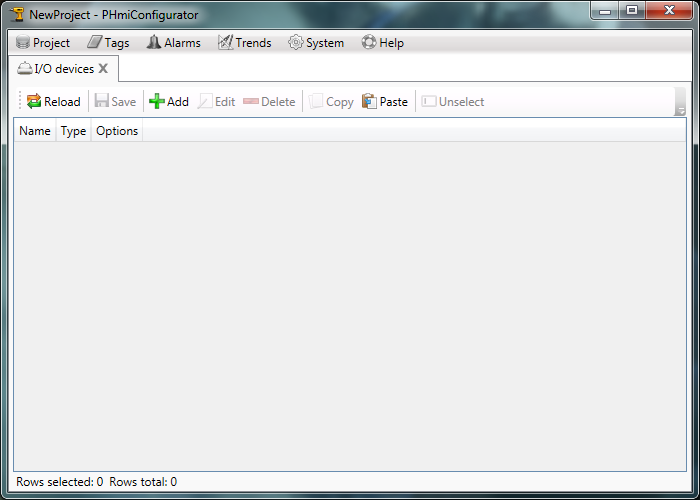 NewProject - PHmiConfigurator
Project Tags Alarms Trends System Help
I/O devices
Reload Save Add Edit Delete Copy Paste Unselect
Name Type Options
Rows selected: 0 Rows total: 0